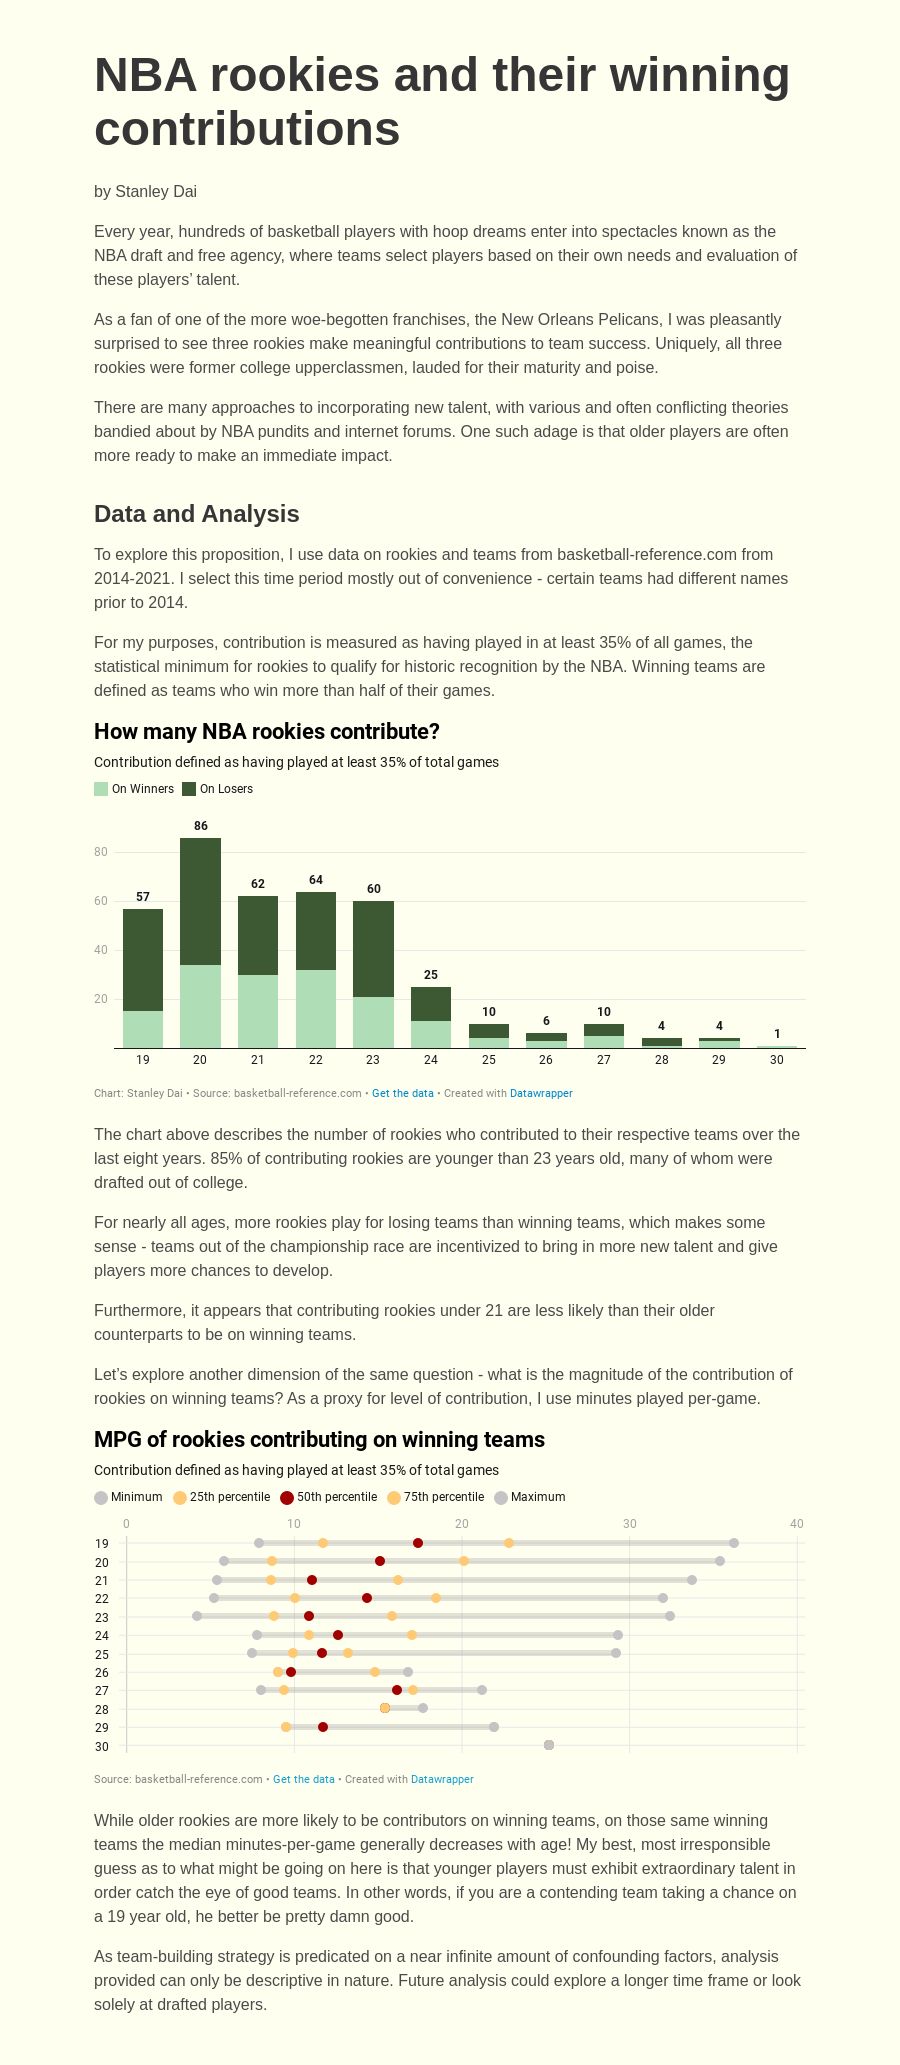 NBA rookies and their winning
contributions
by Stanley Dai
Every year, hundreds of basketball players with hoop dreams enter into spectacles known as the
NBA draft and free agency, where teams select players based on their own needs and evaluation of
these players’ talent.
As a fan of one of the more woe-begotten franchises, the New Orleans Pelicans, I was pleasantly
surprised to see three rookies make meaningful contributions to team success. Uniquely, all three
rookies were former college upperclassmen, lauded for their maturity and poise.
There are many approaches to incorporating new talent, with various and often conflicting theories
bandied about by NBA pundits and internet forums. One such adage is that older players are often
more ready to make an immediate impact.
Data and Analysis
To explore this proposition, I use data on rookies and teams from basketball-reference.com from
2014-2021. I select this time period mostly out of convenience - certain teams had different names
prior to 2014.
For my purposes, contribution is measured as having played in at least 35% of all games, the
statistical minimum for rookies to qualify for historic recognition by the NBA. Winning teams are
defined as teams who win more than half of their games.
How many NBA rookies contribute?
Contribution defined as having played at least 35% of total games
On Winners On Losers
86
80
57 62 64 60
60
40
25
20
10 6 10 4 4 1
19 20 21 22 23 24 25 26 27 28 29 30
Chart: Stanley Dai • Source: basketball-reference.com • Get the data • Created with Datawrapper
The chart above describes the number of rookies who contributed to their respective teams over the
last eight years. 85% of contributing rookies are younger than 23 years old, many of whom were
drafted out of college.
For nearly all ages, more rookies play for losing teams than winning teams, which makes some
sense - teams out of the championship race are incentivized to bring in more new talent and give
players more chances to develop.
Furthermore, it appears that contributing rookies under 21 are less likely than their older
counterparts to be on winning teams.
Let’s explore another dimension of the same question - what is the magnitude of the contribution of
rookies on winning teams? As a proxy for level of contribution, I use minutes played per-game.
MPG of rookies contributing on winning teams
Contribution defined as having played at least 35% of total games
Minimum 25th percentile 50th percentile 75th percentile Maximum
0 10 20 30 40
19
20
21
22
23
24
25
26
27
28
29
30
Source: basketball-reference.com • Get the data • Created with Datawrapper
While older rookies are more likely to be contributors on winning teams, on those same winning
teams the median minutes-per-game generally decreases with age! My best, most irresponsible
guess as to what might be going on here is that younger players must exhibit extraordinary talent in
order catch the eye of good teams. In other words, if you are a contending team taking a chance on
a 19 year old, he better be pretty damn good.
As team-building strategy is predicated on a near infinite amount of confounding factors, analysis
provided can only be descriptive in nature. Future analysis could explore a longer time frame or look
solely at drafted players.